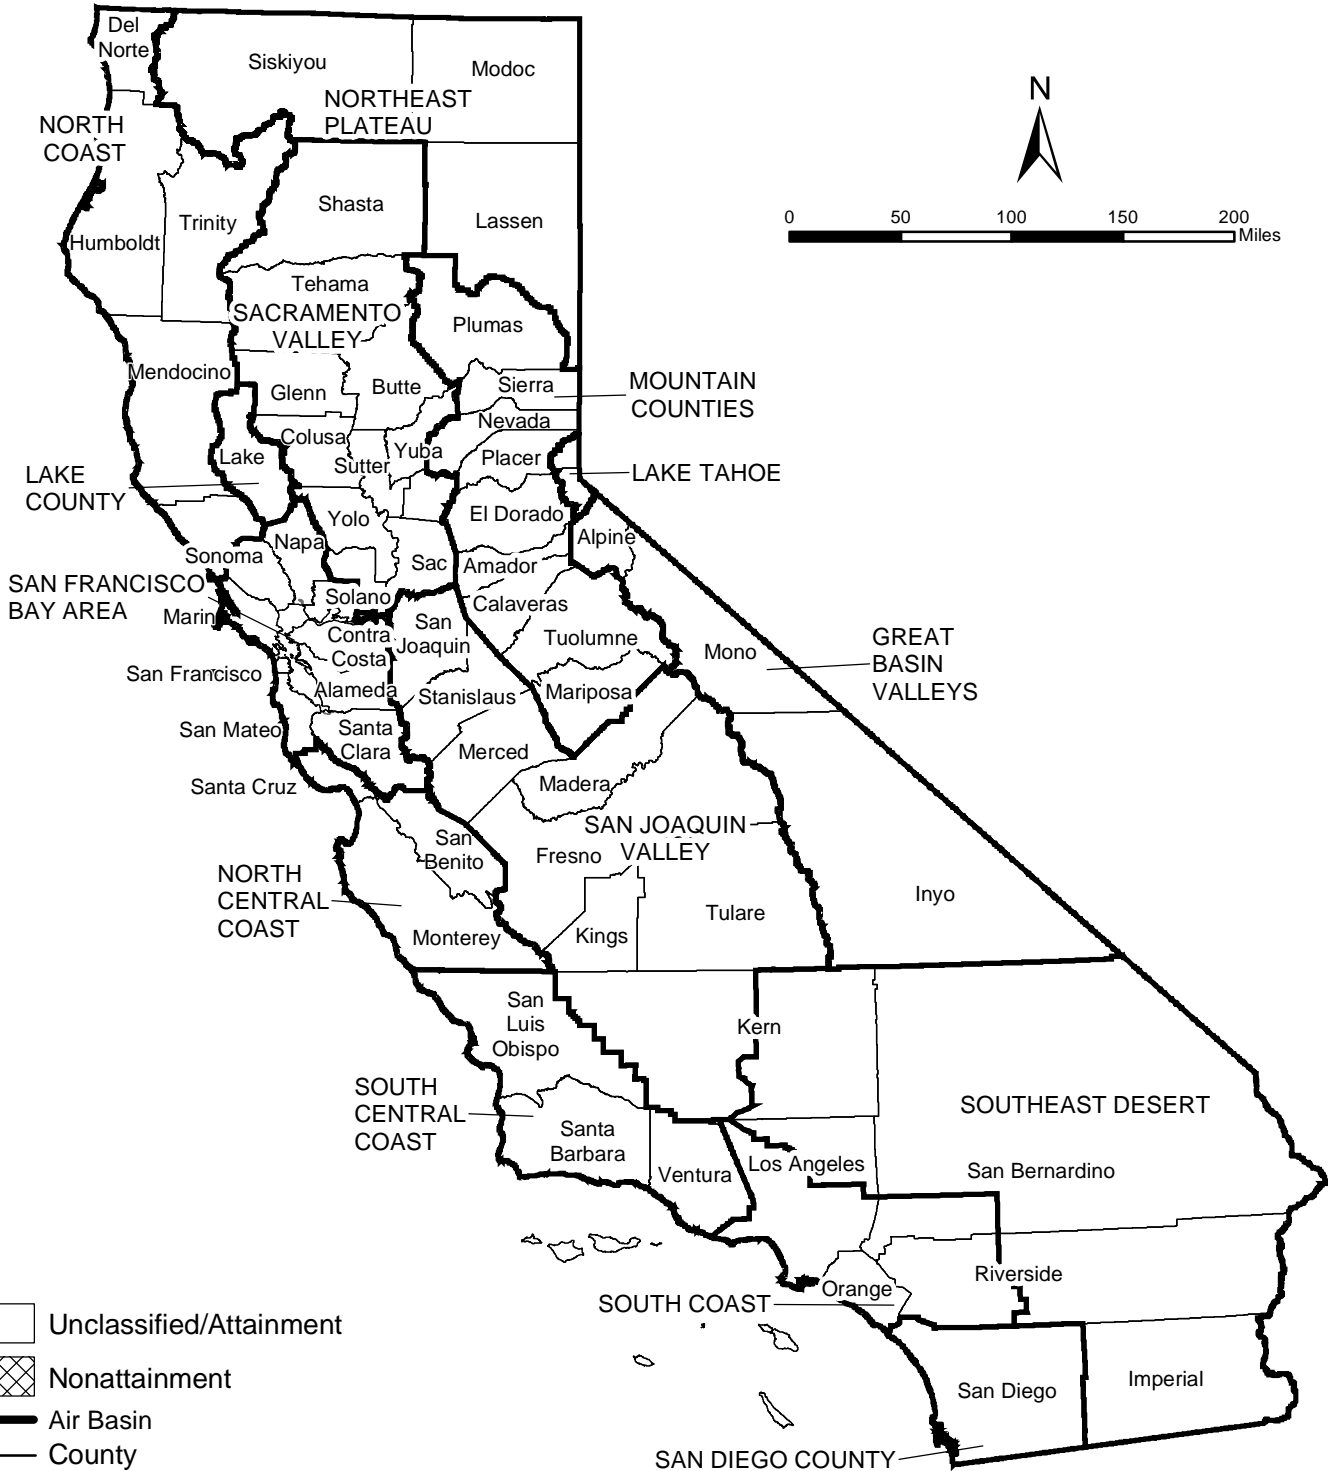 Del
Norte
Siskiyou
Modoc
NORTHEAST
PLATEAU
N
NORTH
COAST
Shasta
Trinity
Lassen
Humboldt
0 50 100 150 200
Miles
Tehama
SACRAMENTO
VALLEY
Plumas
Mendocino
Glenn
Butte
Sierra
MOUNTAIN
COUNTIES
Nevada
Colusa
Yuba
Lake
Sutter
Placer
LAKE TAHOE
LAKE
COUNTY
Yolo
El Dorado
Napa
Alpine
Sonoma
Sac
Amador
SAN FRANCISCO
BAY AREA
Solano
Marin
Calaveras
Contra
Costa
San
Joaquin
Tuolumne
Mono
GREAT
BASIN
VALLEYS
San Francisco
Alameda
Stanislaus
Mariposa
San Mateo
Santa
Clara
Merced
Santa Cruz
Madera
SAN JOAQUIN
VALLEY
San
Benito
Fresno
NORTH
CENTRAL
COAST
Inyo
Tulare
Monterey
Kings
San
Luis
Obispo
Kern
SOUTH
CENTRAL
COAST
SOUTHEAST DESERT
Santa
Barbara
Ventura
Los Angeles
San Bernardino
Riverside
Orange
SOUTH COAST
San Diego
Imperial
SAN DIEGO COUNTY
Unclassified/Attainment
Nonattainment
Air Basin
County